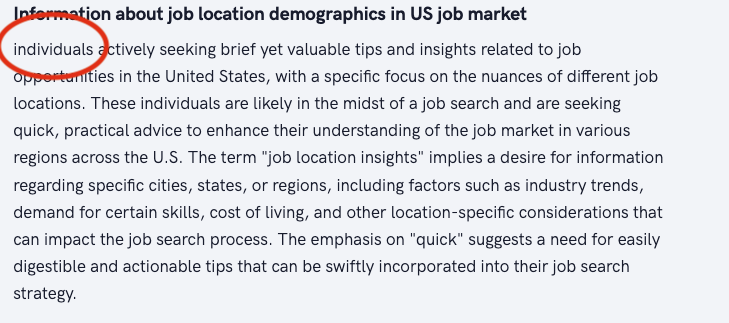 Information about job location demographics in US job market
individuals actively seeking brief yet valuable tips and insights related to job
opportunities in the United States, with a specific focus on the nuances of different job
locations. These individuals are likely in the midst of a job search and are seeking
quick, practical advice to enhance their understanding of the job market in various
regions across the U.S. The term "job location insights" implies a desire for information
regarding specific cities, states, or regions, including factors such as industry trends,
demand for certain skills, cost of living, and other location-specific considerations that
can impact the job search process. The emphasis on "quick" suggests a need for easily
digestible and actionable tips that can be swiftly incorporated into their job search
strategy.